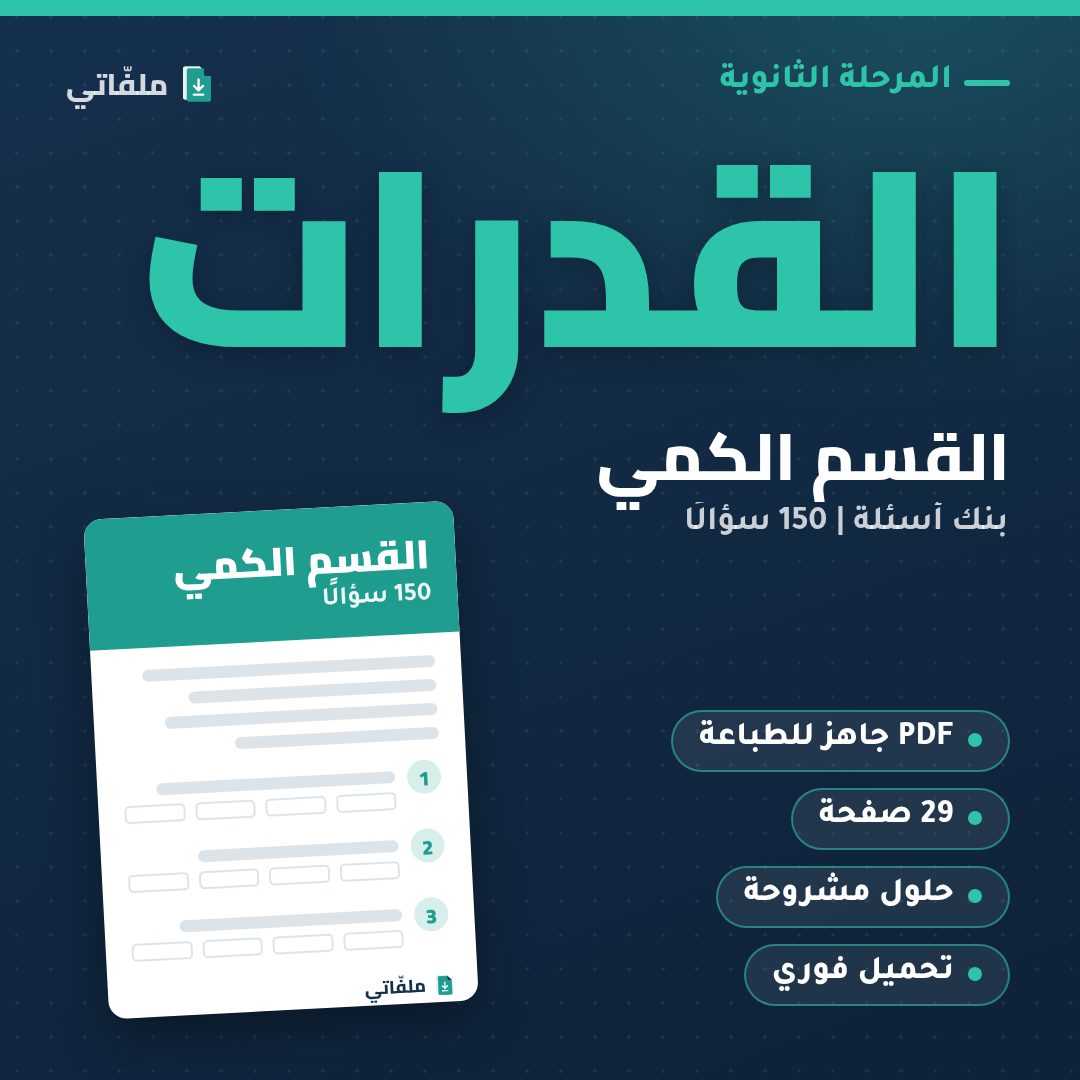 المرحلة الثانوية
ملفّاتي
القدرات
القسم الكمي
بنك أسئلة | 150 سؤالًا
القسم الكمي
150 سؤالًا
1
2
3
ملفّاتي
PDF جاهز للطباعة
29 صفحة
حلول مشروحة
تحميل فوري